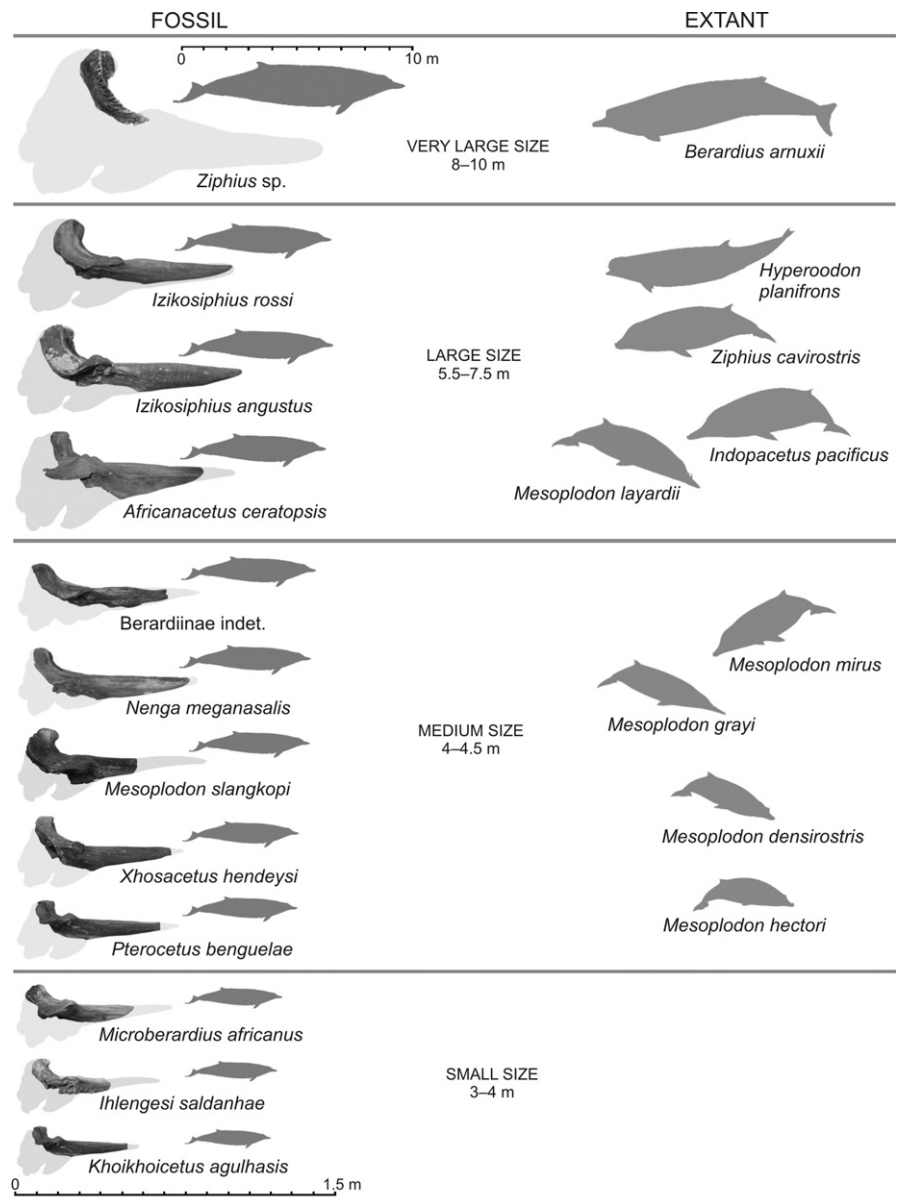 FOSSIL
EXTANT
0
10 m
Ziphius sp.
VERY LARGE SIZE
8–10 m
Berardius arnuxii
Izikosiphius rossi
Izikosiphius angustus
Africanacetus ceratopsis
LARGE SIZE
5.5–7.5 m
Hyperoodon
planifrons
Ziphius cavirostris
Indopacetus pacificus
Mesoplodon layardii
Berardiinae indet.
Nenga meganasalis
Mesoplodon slangkopi
Xhosacetus hendeysi
Pterocetus benguelae
MEDIUM SIZE
4–4.5 m
Mesoplodon mirus
Mesoplodon grayi
Mesoplodon densirostris
Mesoplodon hectori
Microberardius africanus
Ihlengesi saldanhae
Khoikhoicetus agulhasis
SMALL SIZE
3–4 m
0
1.5 m